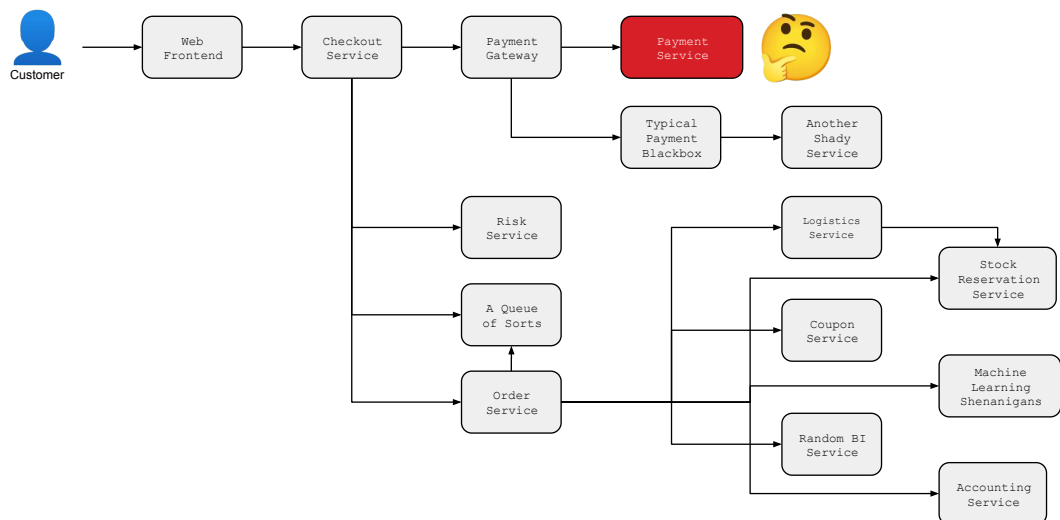 Customer
Web
Frontend
Checkout
Service
Payment
Gateway
Payment
Service
Typical
Payment
Blackbox
Another
Shady
Service
Risk
Service
Logistics
Service
Stock
Reservation
Service
A Queue
of Sorts
Coupon
Service
Order
Service
Machine
Learning
Shenanigans
Random BI
Service
Accounting
Service